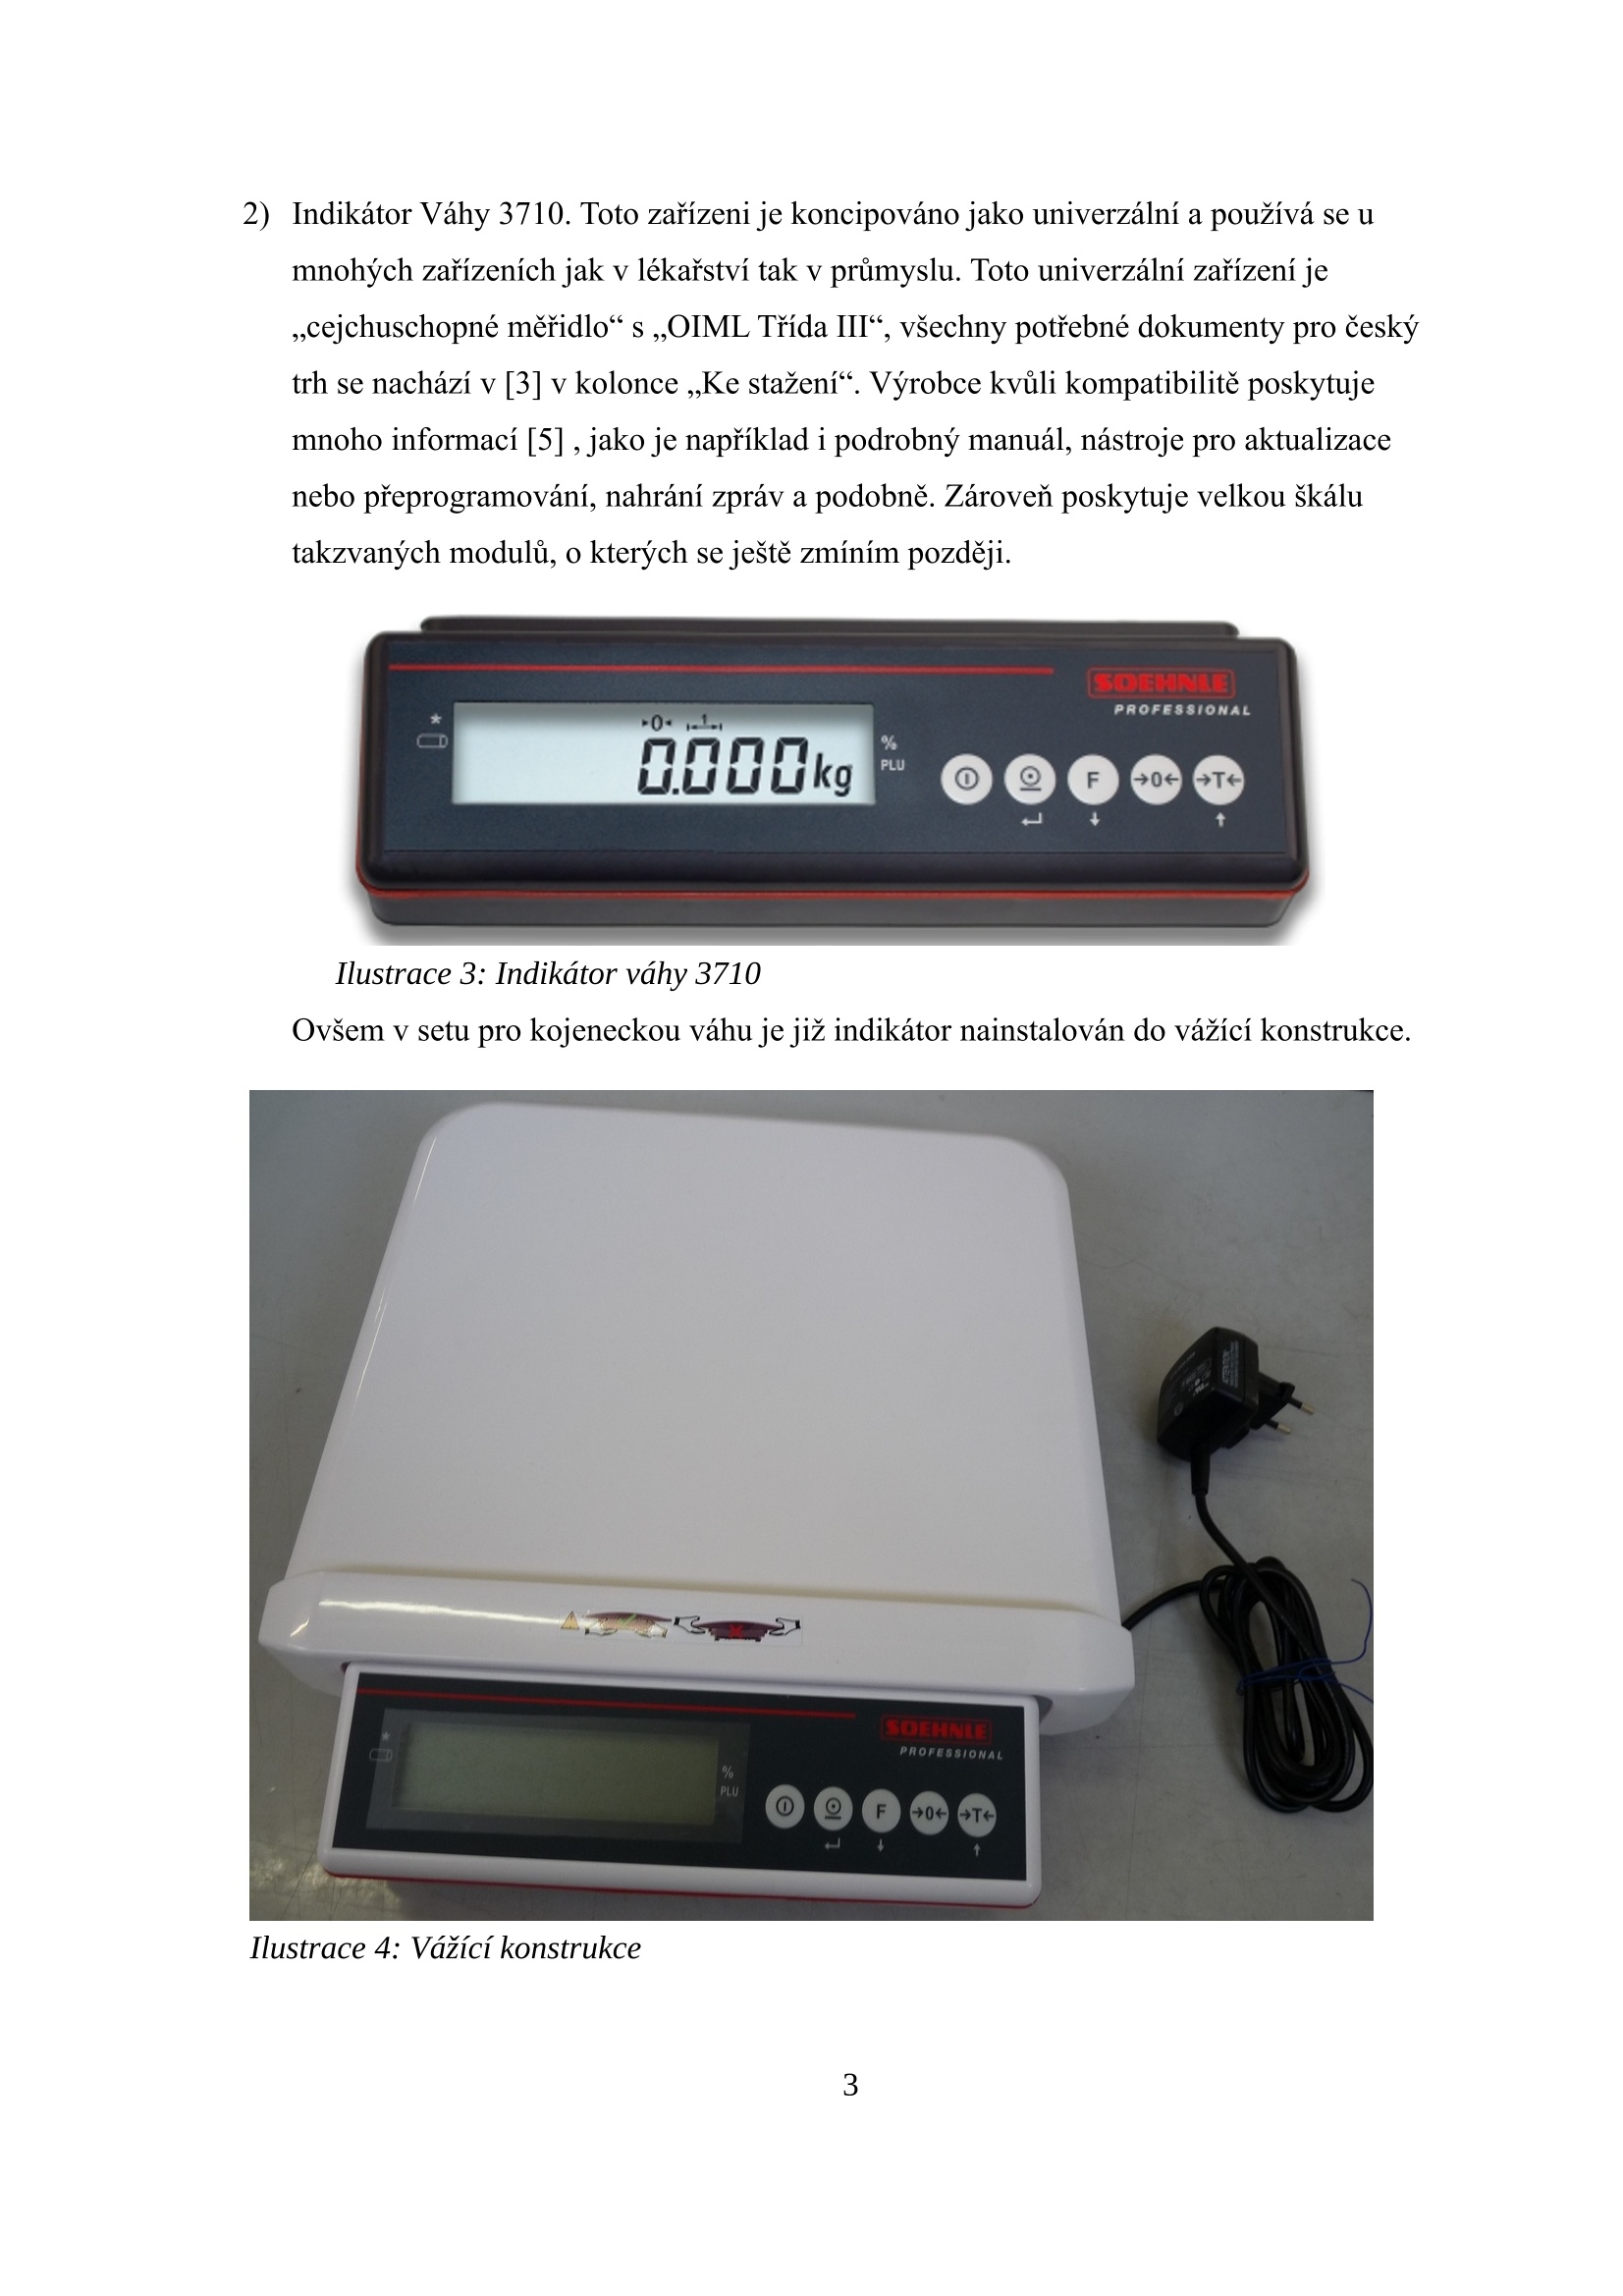 2) Indikátor Váhy 3710. Toto zařízeni je koncipováno jako univerzální a používá se u
mnohých zařízeních jak v lékařství tak v průmyslu. Toto univerzální zařízení je
„cejchuschopné měřidlo“ s „OIML Třída III“, všechny potřebné dokumenty pro český
trh se nachází v [3] v kolonce „Ke stažení“. Výrobce kvůli kompatibilitě poskytuje
mnoho informací [5] , jako je například i podrobný manuál, nástroje pro aktualizace
nebo přeprogramování, nahrání zpráv a podobně. Zároveň poskytuje velkou škálu
takzvaných modulů, o kterých se ještě zmíním později.
SOEHNLE
PROFESSIONAL
→0← 1
0.000 kg
%
PLU
F →0← →T←
Ilustrace 3: Indikátor váhy 3710
Ovšem v setu pro kojeneckou váhu je již indikátor nainstalován do vážící konstrukce.
SOEHNLE
PROFESSIONAL
%
PLU
F →0← →T←
Ilustrace 4: Vážící konstrukce
3